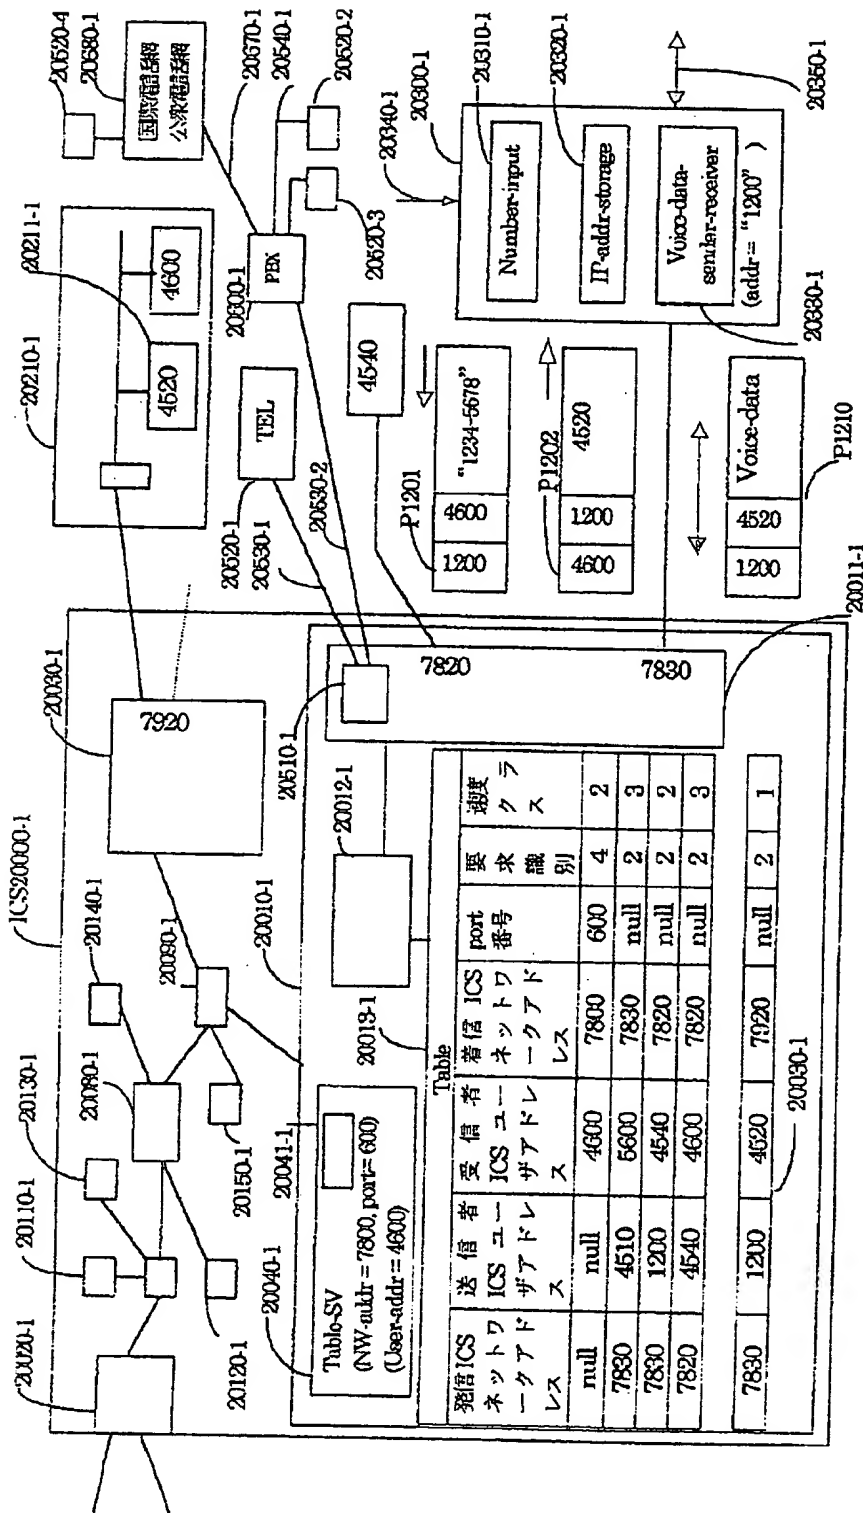 ICS20000-1
20020-1
20110-1
20130-1
20080-1
20140-1
20090-1
20120-1
20150-1
20030-1
7920
20210-1
20211-1
4520
4600
20520-4
20680-1
国際電話網
公衆電話網
20670-1
20540-1
20520-2
20520-3
PBX
20600-1
TEL
20520-1
20530-1
20530-2
4540
20010-1
20510-1
7820
7830
20012-1
20013-1
20040-1
20041-1
Table-SV
(NW-addr=7800, port=600)
(User-addr=4600)
Table
発信ICSネットワークアドレス 送信者ICSユーザアドレス 受信者ICSユーザアドレス 着信ICSネットワークアドレス port番号 要求識別 速度クラス
null null 4600 7800 600 4 2
7830 4510 5600 7830 null 2 3
7830 1200 4540 7820 null 2 2
7820 4540 4600 7820 null 2 3
7830 1200 4520 7920 null 2 1
20030-1
20011-1
P1201
1200 4600 "1234-5678"
P1202
4600 1200 4520
1200 4520 Voice-data
P1210
20340-1
20300-1
20310-1
20320-1
Number-input
IP-addr-storage
Voice-data-
sender-receiver
(addr= "1200" )
20330-1
20350-1